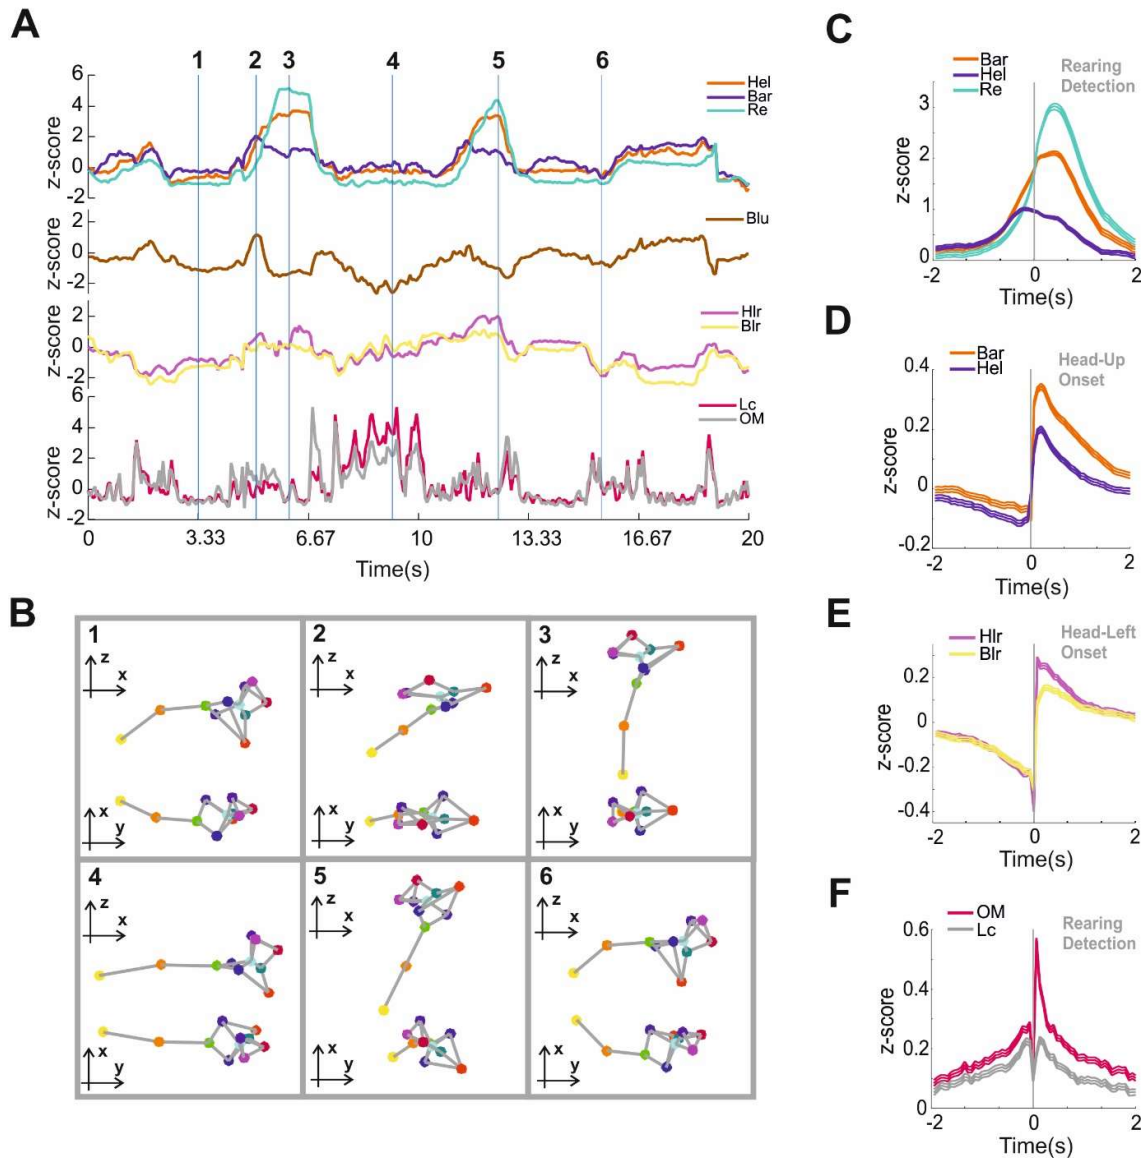 A
1 2 3 4 5 6
6
4
2
0
-2
z-score
Hel
Bar
Re
2
0
-2
z-score
Blu
2
0
-2
z-score
Hlr
Blr
6
4
2
0
-2
z-score
Lc
OM
0 3.33 6.67 10 13.33 16.67 20
Time(s)
B
1
z
x
x
y
2
z
x
x
y
3
z
x
x
y
4
z
x
x
y
5
z
x
x
y
6
z
x
x
y
C
Bar
Hel
Re
Rearing
Detection
3
2
1
0
z-score
-2 0 2
Time(s)
D
Bar
Hel
Head-Up
Onset
0.4
0.2
0
-0.2
z-score
-2 0 2
Time(s)
E
Hlr
Blr
Head-Left
Onset
0.2
0
-0.2
-0.4
z-score
-2 0 2
Time(s)
F
OM
Lc
Rearing
Detection
0.6
0.4
0.2
0
z-score
-2 0 2
Time(s)